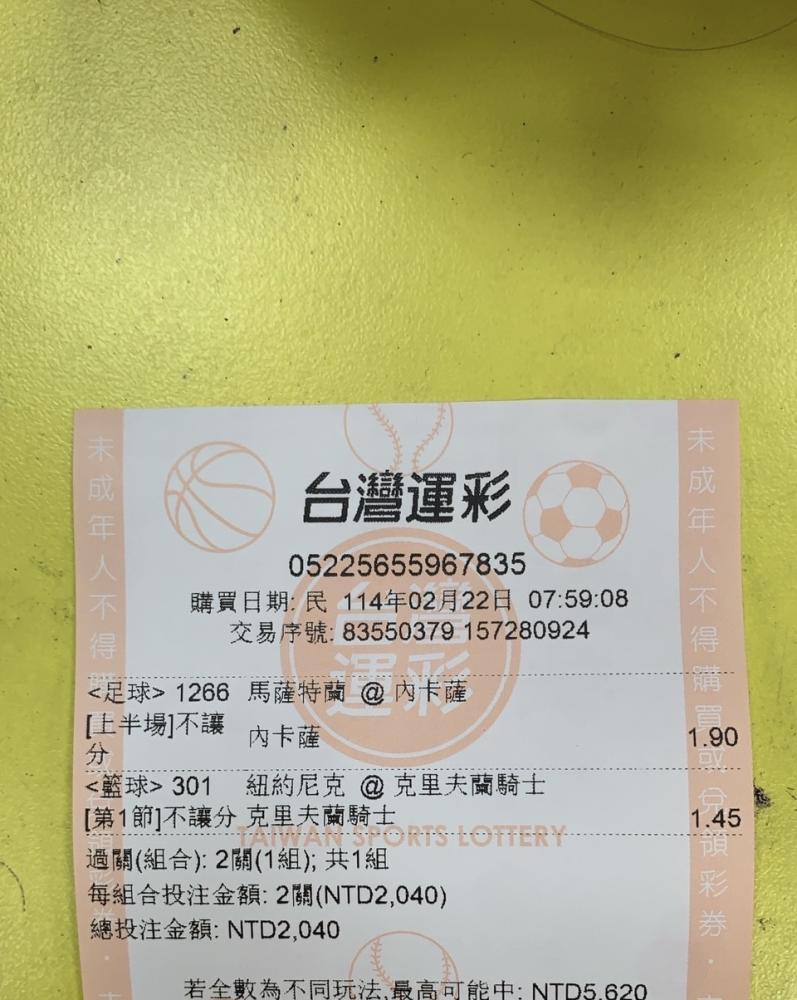 台灣運彩
05225655967835
購買日期: 民 114年02月22日 07:59:08
交易序號: 83550379 157280924
<足球> 1266 馬薩特蘭 @ 內卡薩
[上半場]不讓分 內卡薩 1.90
<籃球> 301 紐約尼克 @ 克里夫蘭騎士
[第1節]不讓分 克里夫蘭騎士 1.45
TAIWAN SPORTS LOTTERY
過關(組合): 2關(1組); 共1組
每組合投注金額: 2關(NTD2,040)
總投注金額: NTD2,040
若全數為不同玩法,最高可能中: NTD5,620
台灣運彩
未成年人不得
未成年人不得購買或兌領彩券.